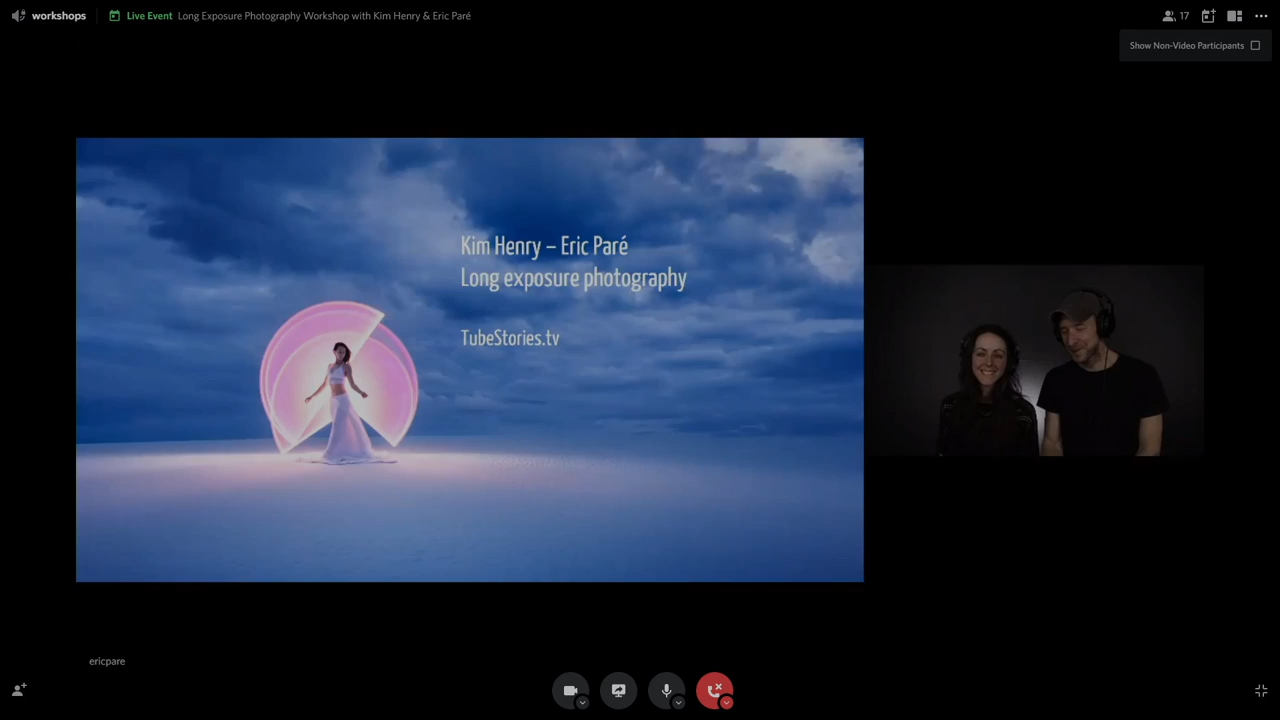 workshops
Live Event Long Exposure Photography Workshop with Kim Henry & Eric Paré
17
Show Non-Video Participants
Kim Henry – Eric Paré
Long exposure photography
TubeStories.tv
ericpare